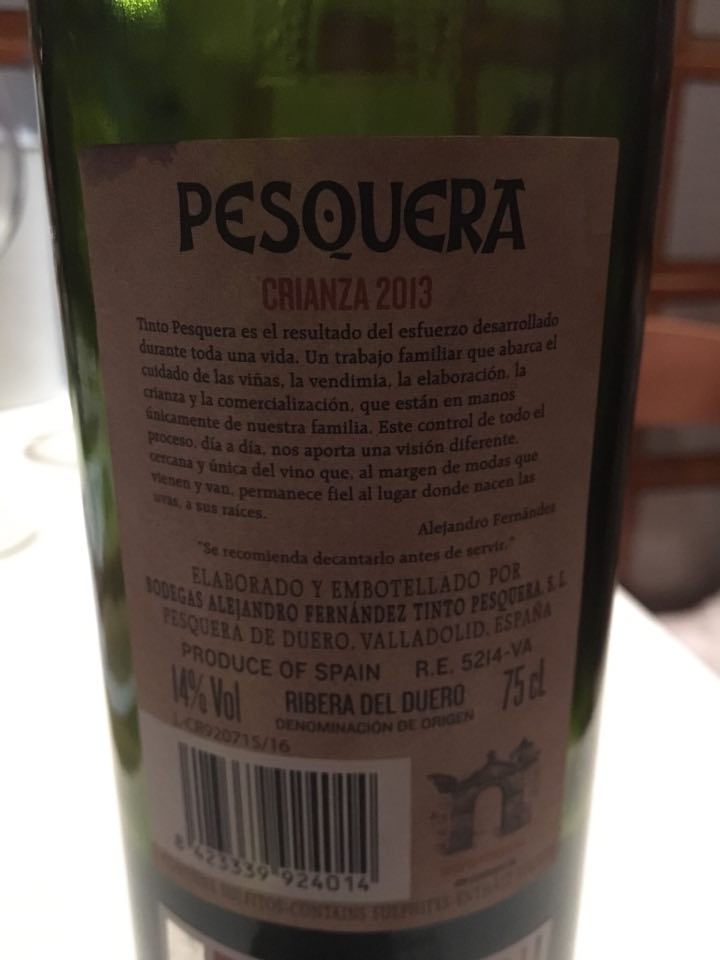 PESQUERA
CRIANZA 2013
Tinto Pesquera es el resultado del esfuerzo desarrollado
durante toda una vida. Un trabajo familiar que abarca el
cuidado de las viñas, la vendimia, la elaboración, la
crianza y la comercialización, que están en manos
únicamente de nuestra familia. Este control de todo el
proceso, día a día, nos aporta una visión diferente,
cercana y única del vino que, al margen de modas que
vienen y van, permanece fiel al lugar donde nacen las
uvas, a sus raíces.
Alejandro Fernández
"Se recomienda decantarlo antes de servir."
ELABORADO Y EMBOTELLADO POR
BODEGAS ALEJANDRO FERNÁNDEZ TINTO PESQUERA, S.L
PESQUERA DE DUERO, VALLADOLID, ESPAÑA
PRODUCE OF SPAIN R.E. 5214-VA
14% Vol RIBERA DEL DUERO 75 cl
DENOMINACIÓN DE ORIGEN
L-CR920715/16
8 423339 924014
SULFITOS-CONTAINS SULPHITES-